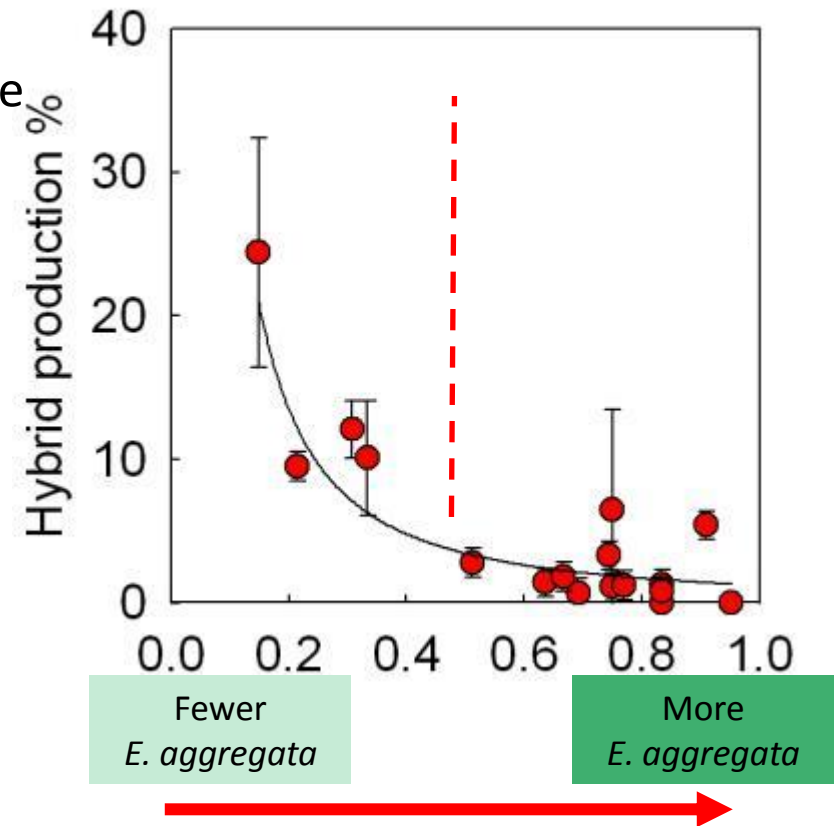 40
e
30
20
10
0
Hybrid production %
0.0 0.2 0.4 0.6 0.8 1.0
Fewer
E. aggregata
More
E. aggregata